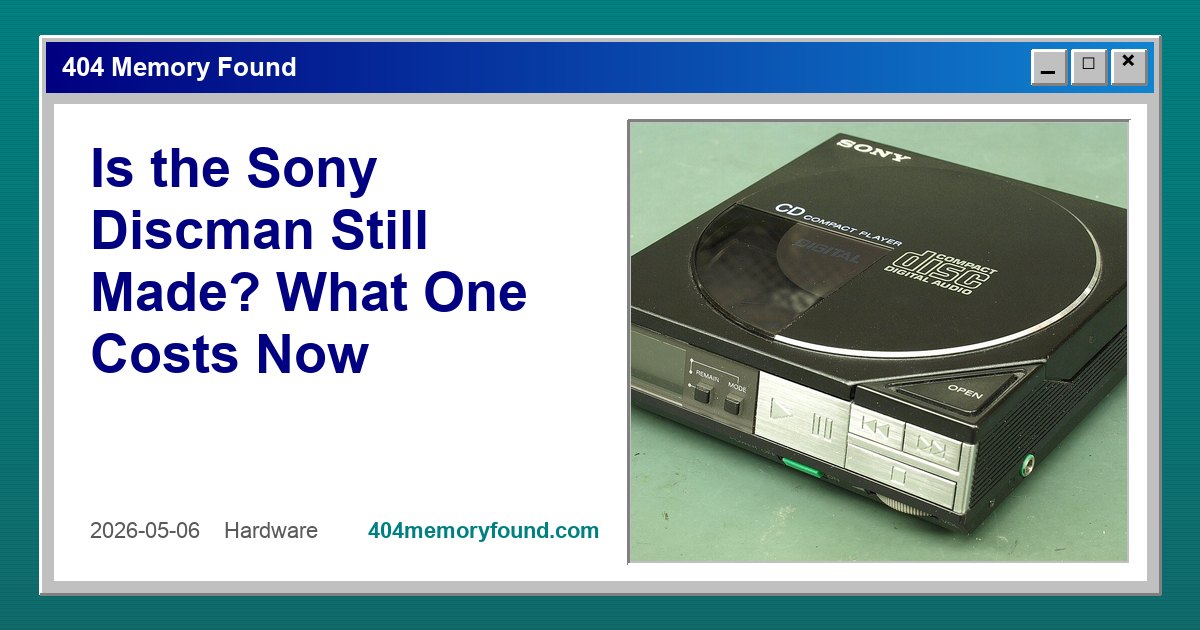 404 Memory Found
Is the Sony
Discman Still
Made? What One
Costs Now
2026-05-06 Hardware 404memoryfound.com
SONY
CD COMPACT PLAYER
DIGITAL
COMPACT
disc
DIGITAL AUDIO
REMAIN
MODE
OPEN